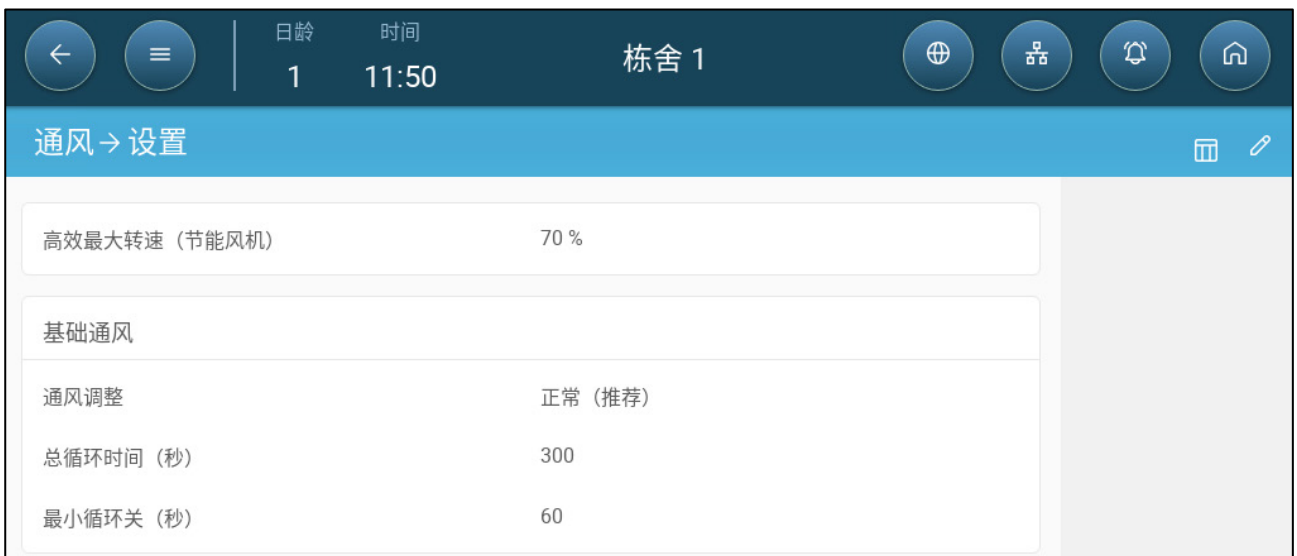 日龄 时间
1 11:50 栋舍 1
通风→设置
高效最大转速（节能风机） 70 %
基础通风
通风调整 正常（推荐）
总循环时间（秒） 300
最小循环关（秒） 60